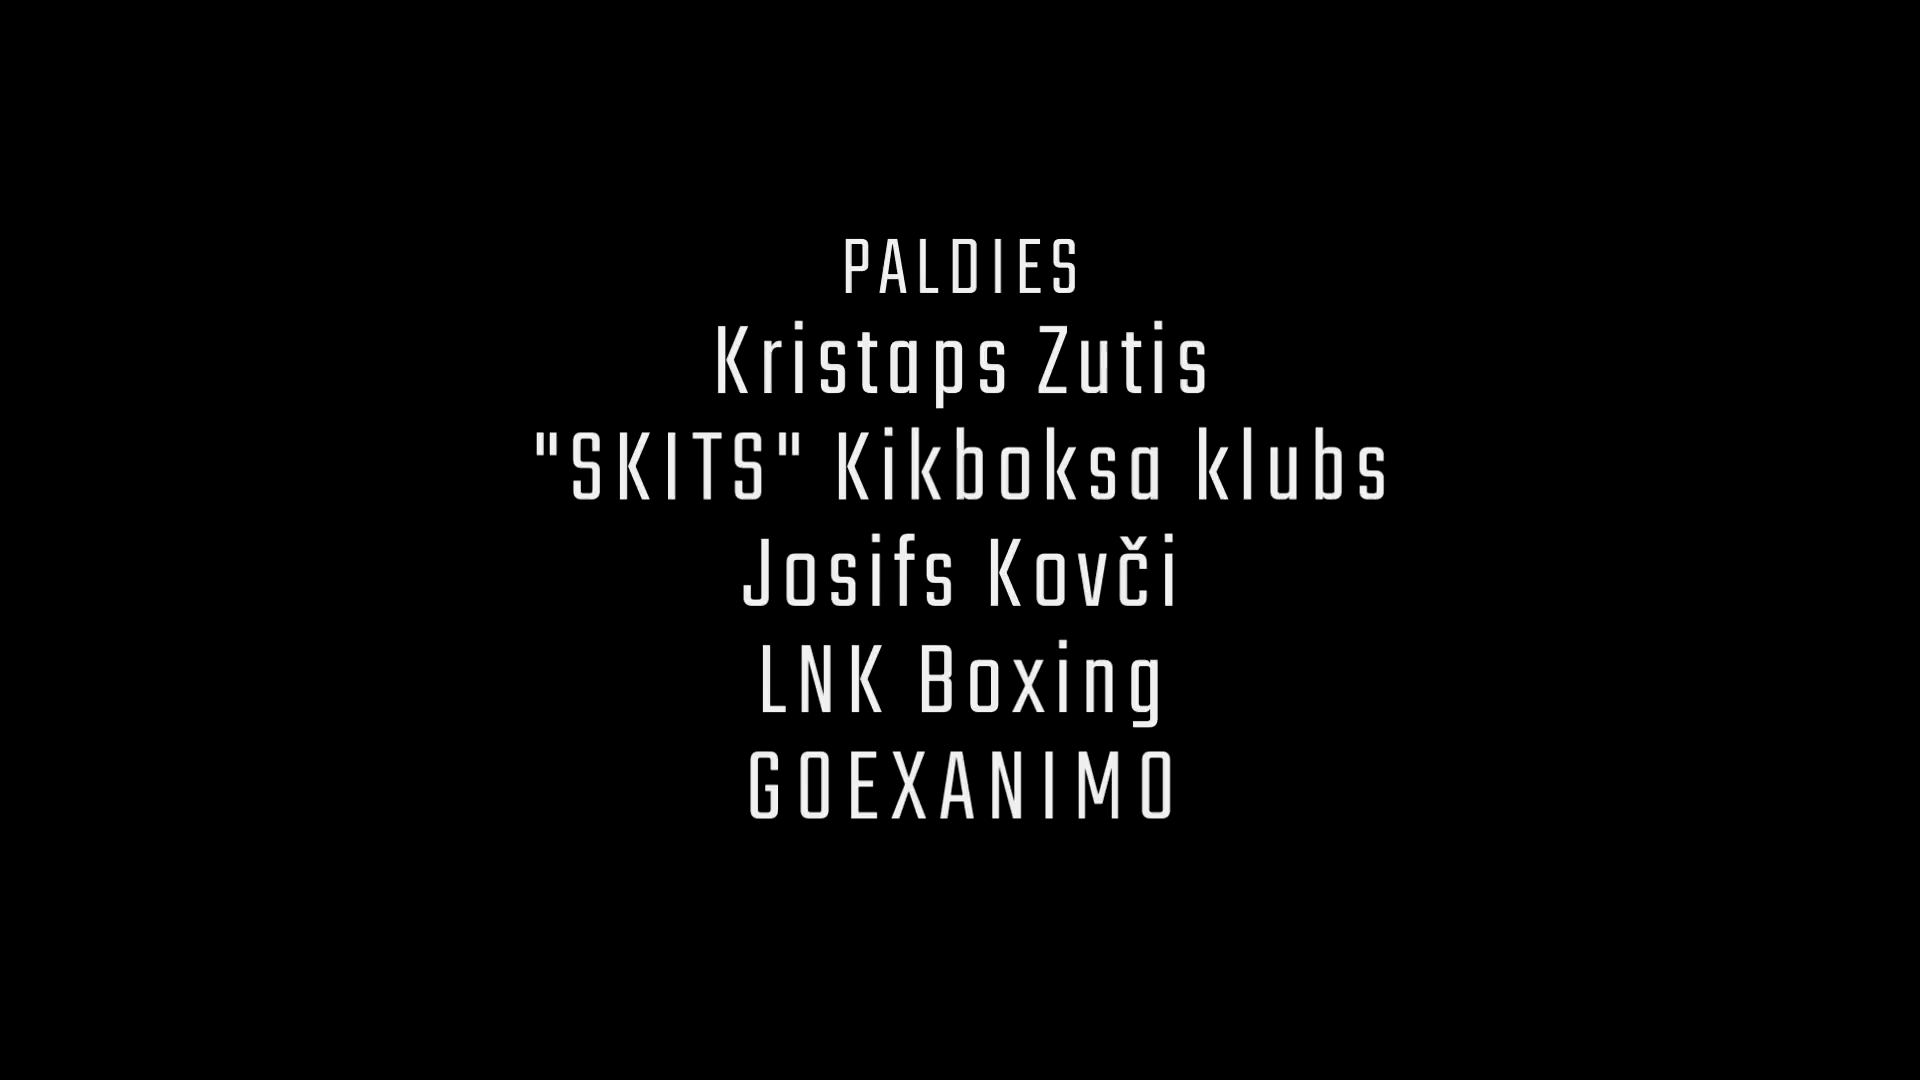 PALDIES
Kristaps Zutis
"SKITS" Kikboksa klubs
Josifs Kovči
LNK Boxing
GOEXANIMO